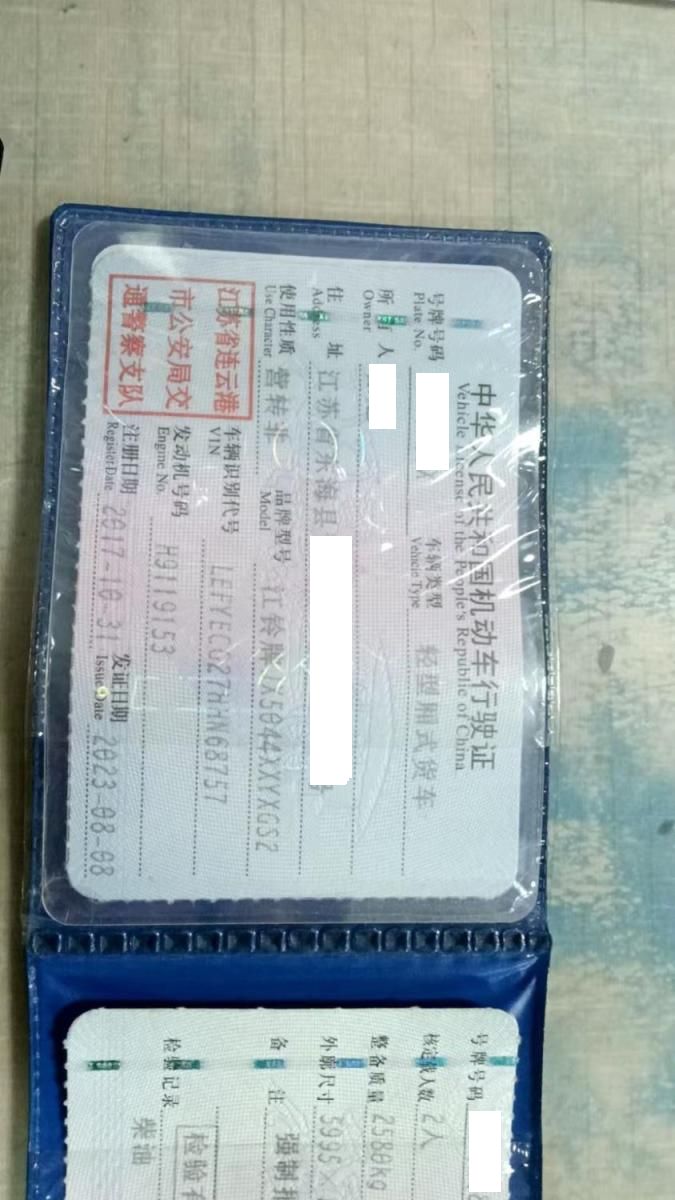 中华人民共和国机动车行驶证
Vehicle License of the People's Republic of China
号牌号码
Plate No.
车辆类型 轻型厢式货车
Vehicle Type
所有人
Owner
住址 江苏省东海县
Address
使用性质 营转非
Use Character
品牌型号 江铃牌JX5044XXYXGS2
Model
江苏省连云港
市公安局交
通警察支队
车辆识别代号
VIN
LEFYECG27HHN68757
发动机号码 H9119153
Engine No.
注册日期 2017-10-31
Register Date
发证日期 2023-08-08
Issue Date
号牌号码
核定载人数 2人
整备质量 2580kg
外廓尺寸 5995×
备注 强制报
检验记录
检验有
柴油